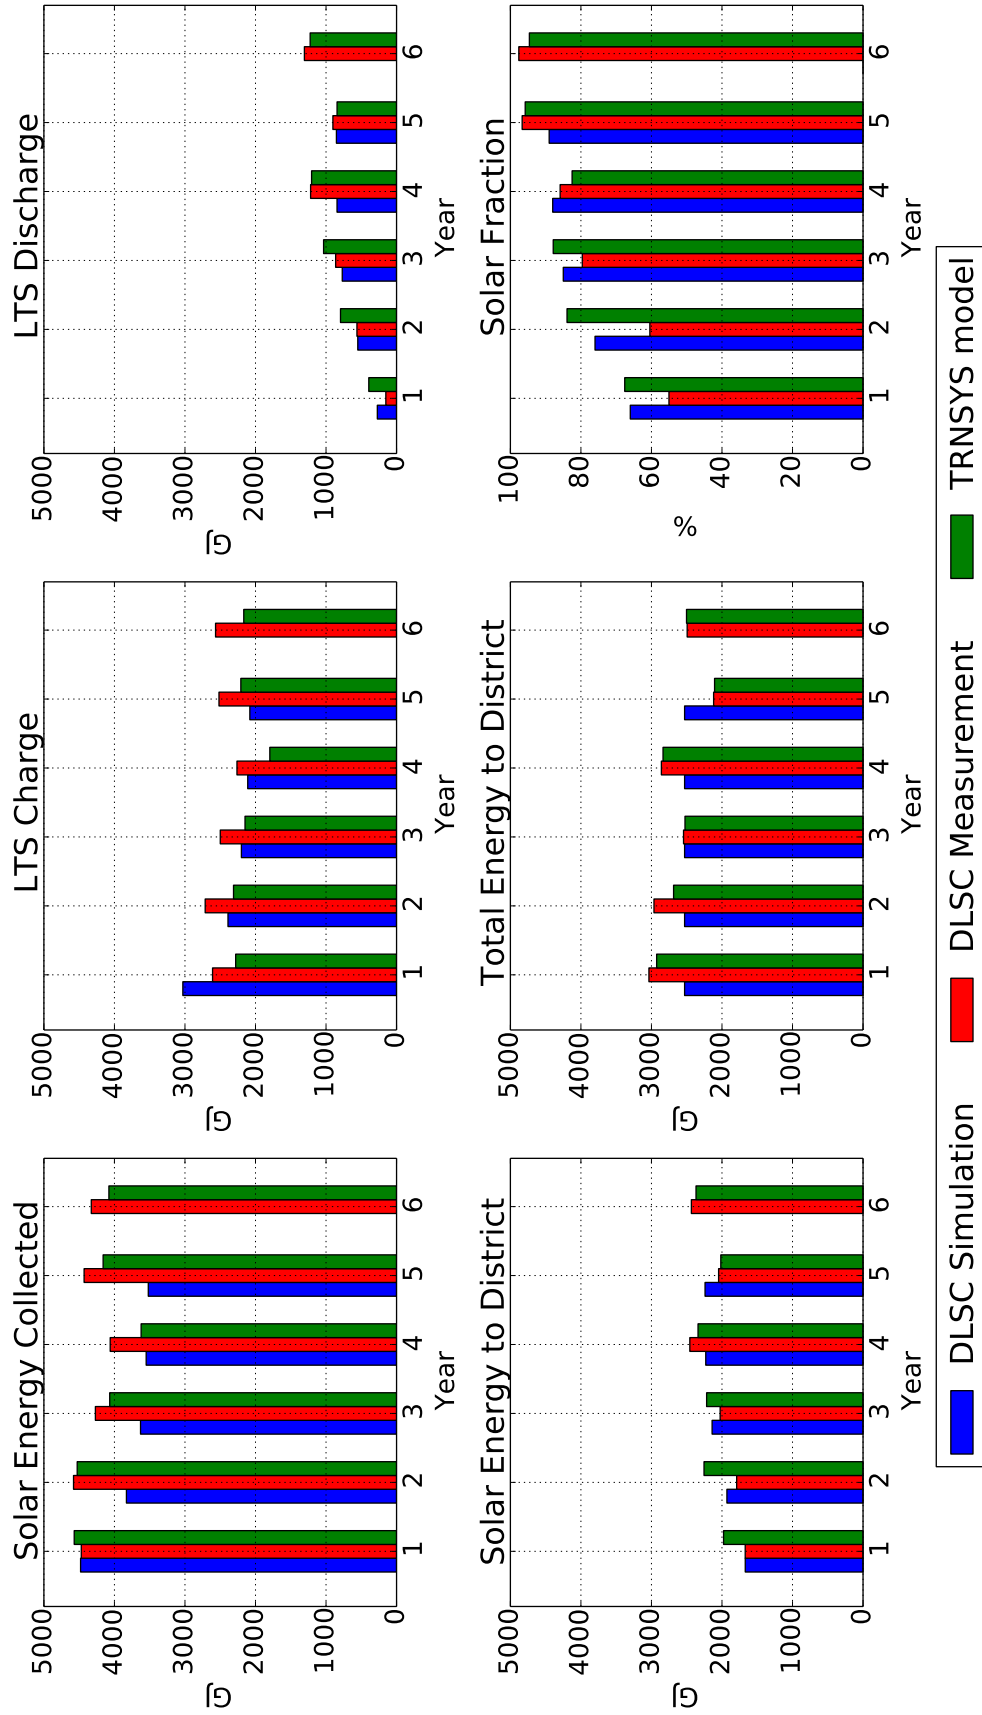 Solar Energy Collected
GJ
5000
4000
3000
2000
1000
0
1 2 3 4 5 6
Year
LTS Charge
GJ
5000
4000
3000
2000
1000
0
1 2 3 4 5 6
Year
LTS Discharge
GJ
5000
4000
3000
2000
1000
0
1 2 3 4 5 6
Year
Solar Energy to District
GJ
5000
4000
3000
2000
1000
0
1 2 3 4 5 6
Year
Total Energy to District
GJ
5000
4000
3000
2000
1000
0
1 2 3 4 5 6
Year
Solar Fraction
%
100
80
60
40
20
0
1 2 3 4 5 6
Year
DLSC Simulation DLSC Measurement TRNSYS model